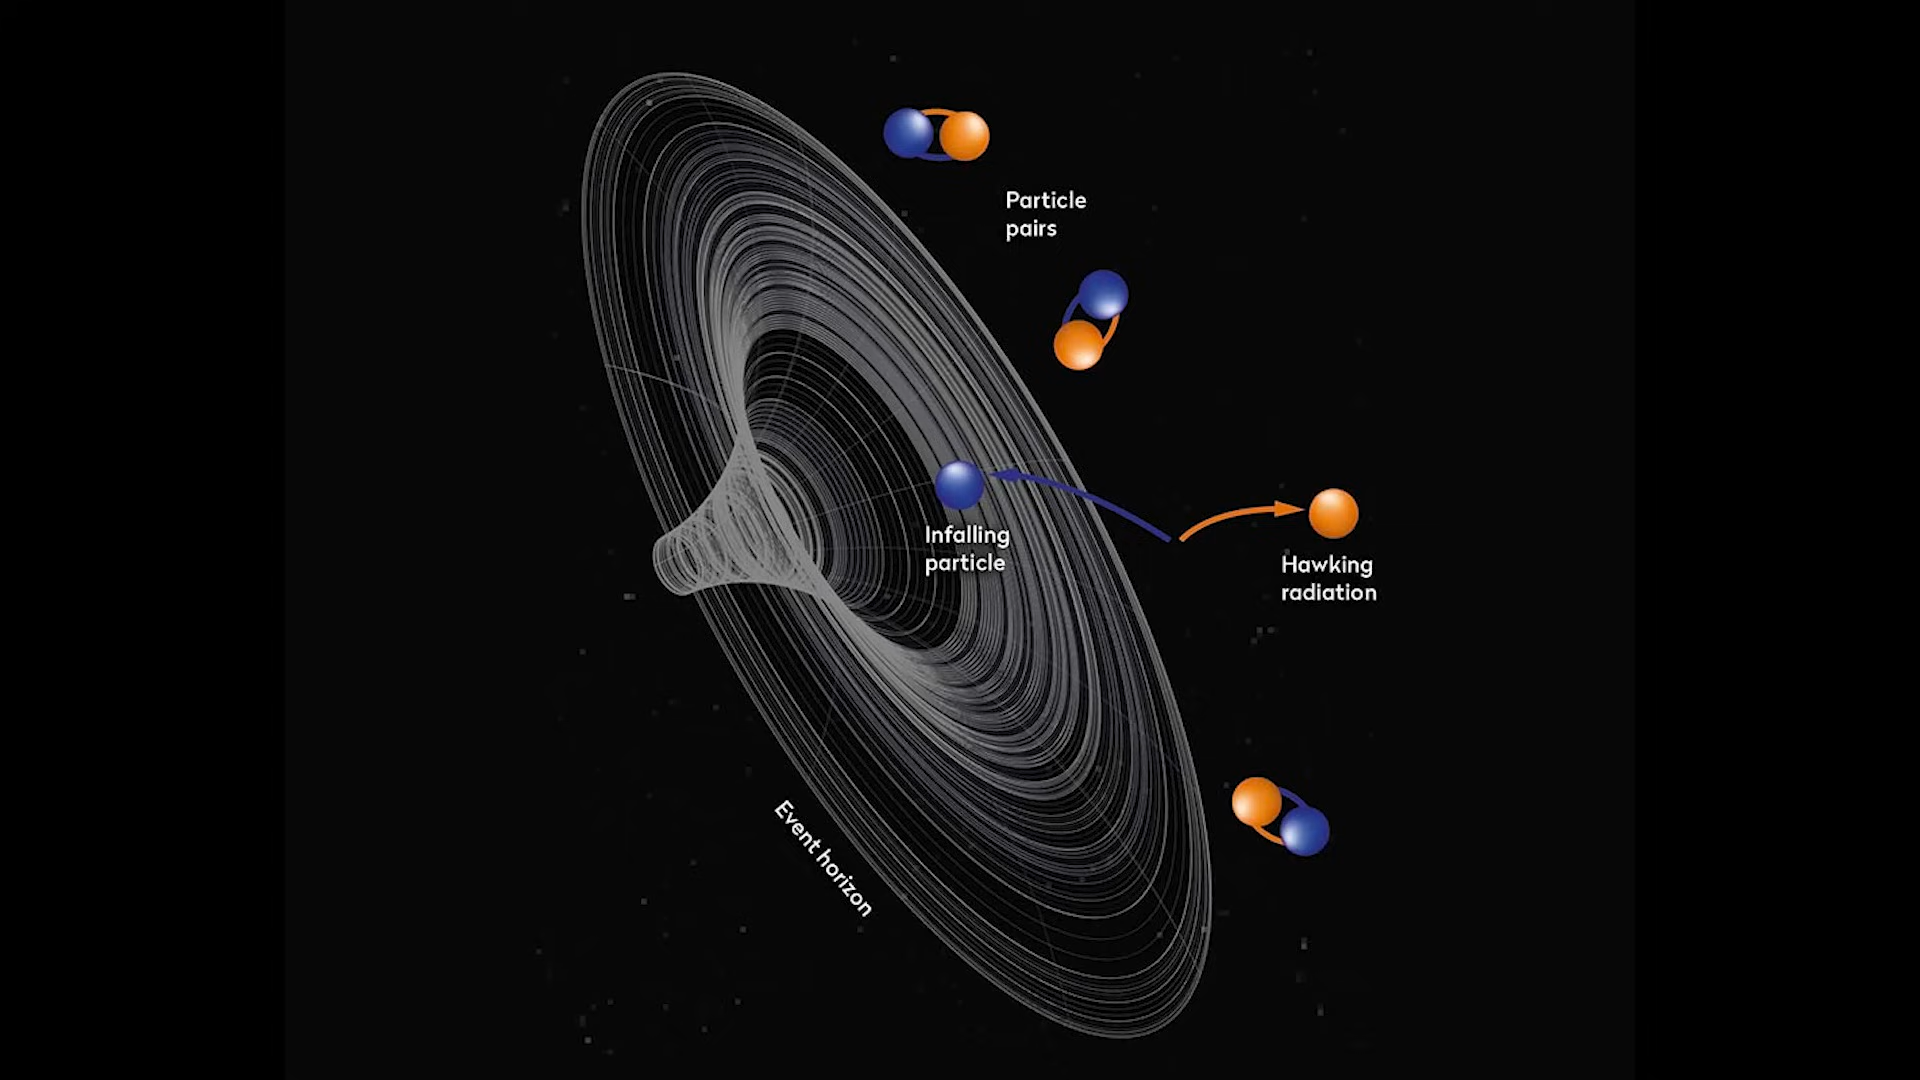 Particle
pairs
Infalling
particle
Hawking
radiation
Event horizon